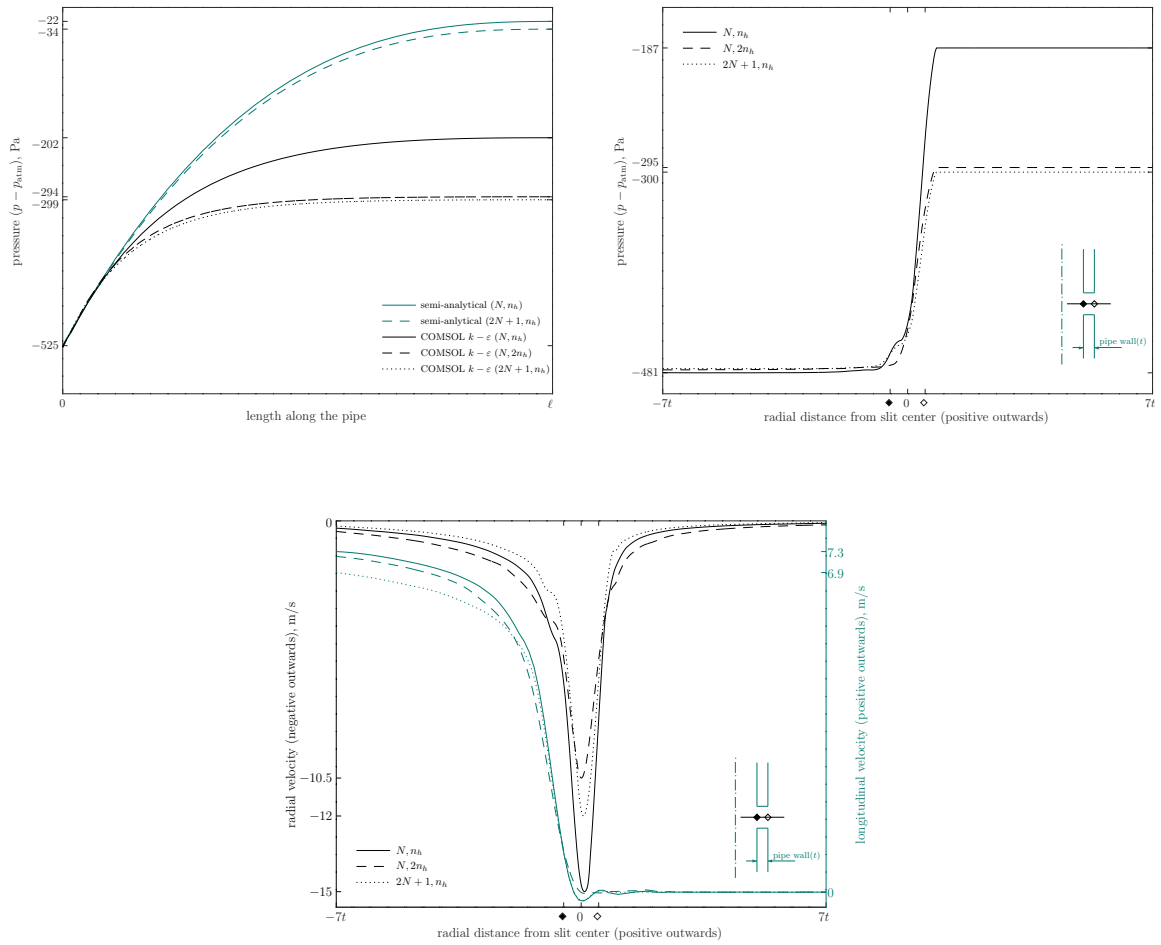 −22
−34
−202
−294
−299
−525
pressure (p − p_atm), Pa
semi-analytical (N, n_h)
semi-anlytical (2N + 1, n_h)
COMSOL k − ε (N, n_h)
COMSOL k − ε (N, 2n_h)
COMSOL k − ε (2N + 1, n_h)
0
ℓ
length along the pipe
−187
−295
−300
−481
pressure (p − p_atm), Pa
N, n_h
N, 2n_h
2N + 1, n_h
pipe wall(t)
−7t
◆ 0 ◇
7t
radial distance from slit center (positive outwards)
0
−10.5
−12
−15
radial velocity (negative outwards), m/s
7.3
6.9
0
longitudinal velocity (positive outwards), m/s
N, n_h
N, 2n_h
2N + 1, n_h
pipe wall(t)
−7t
◆ 0 ◇
7t
radial distance from slit center (positive outwards)